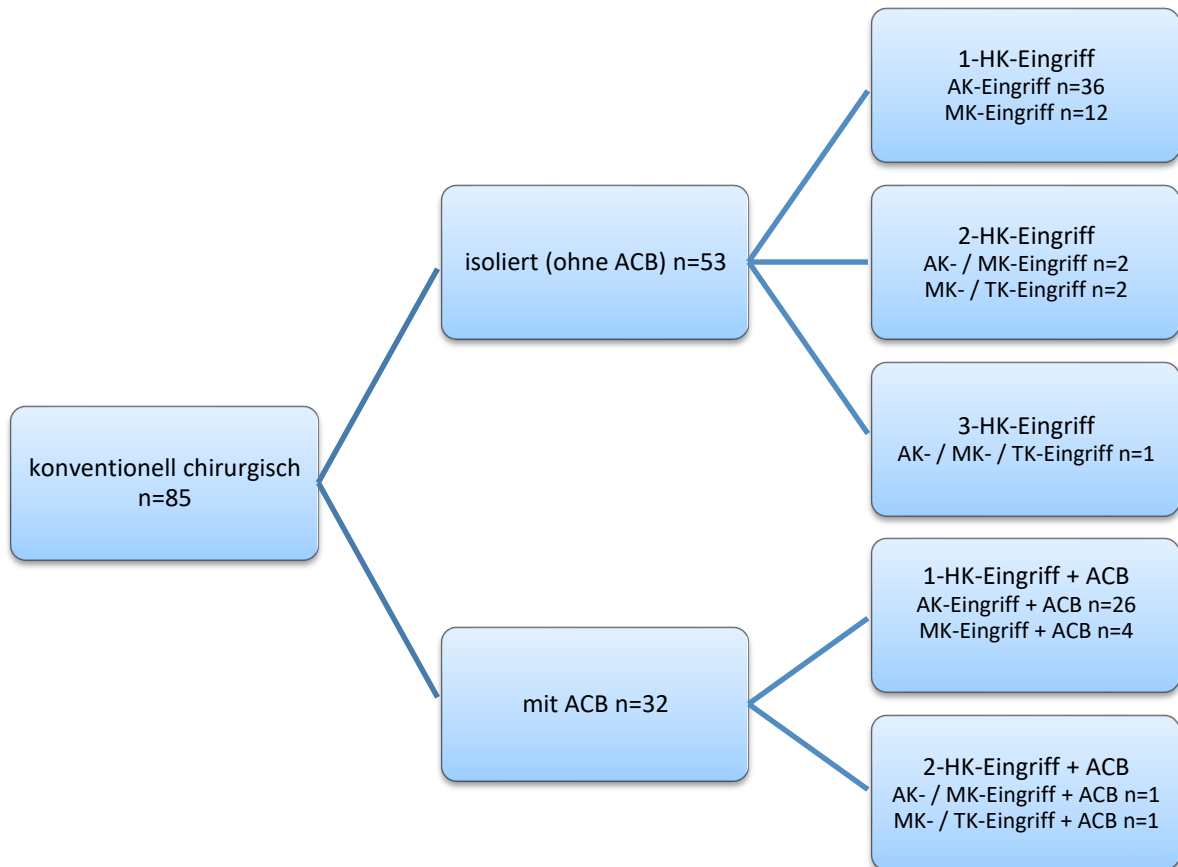 konventionell chirurgisch
n=85
isoliert (ohne ACB) n=53
1-HK-Eingriff
AK-Eingriff n=36
MK-Eingriff n=12
2-HK-Eingriff
AK- / MK-Eingriff n=2
MK- / TK-Eingriff n=2
3-HK-Eingriff
AK- / MK- / TK-Eingriff n=1
mit ACB n=32
1-HK-Eingriff + ACB
AK-Eingriff + ACB n=26
MK-Eingriff + ACB n=4
2-HK-Eingriff + ACB
AK- / MK-Eingriff + ACB n=1
MK- / TK-Eingriff + ACB n=1